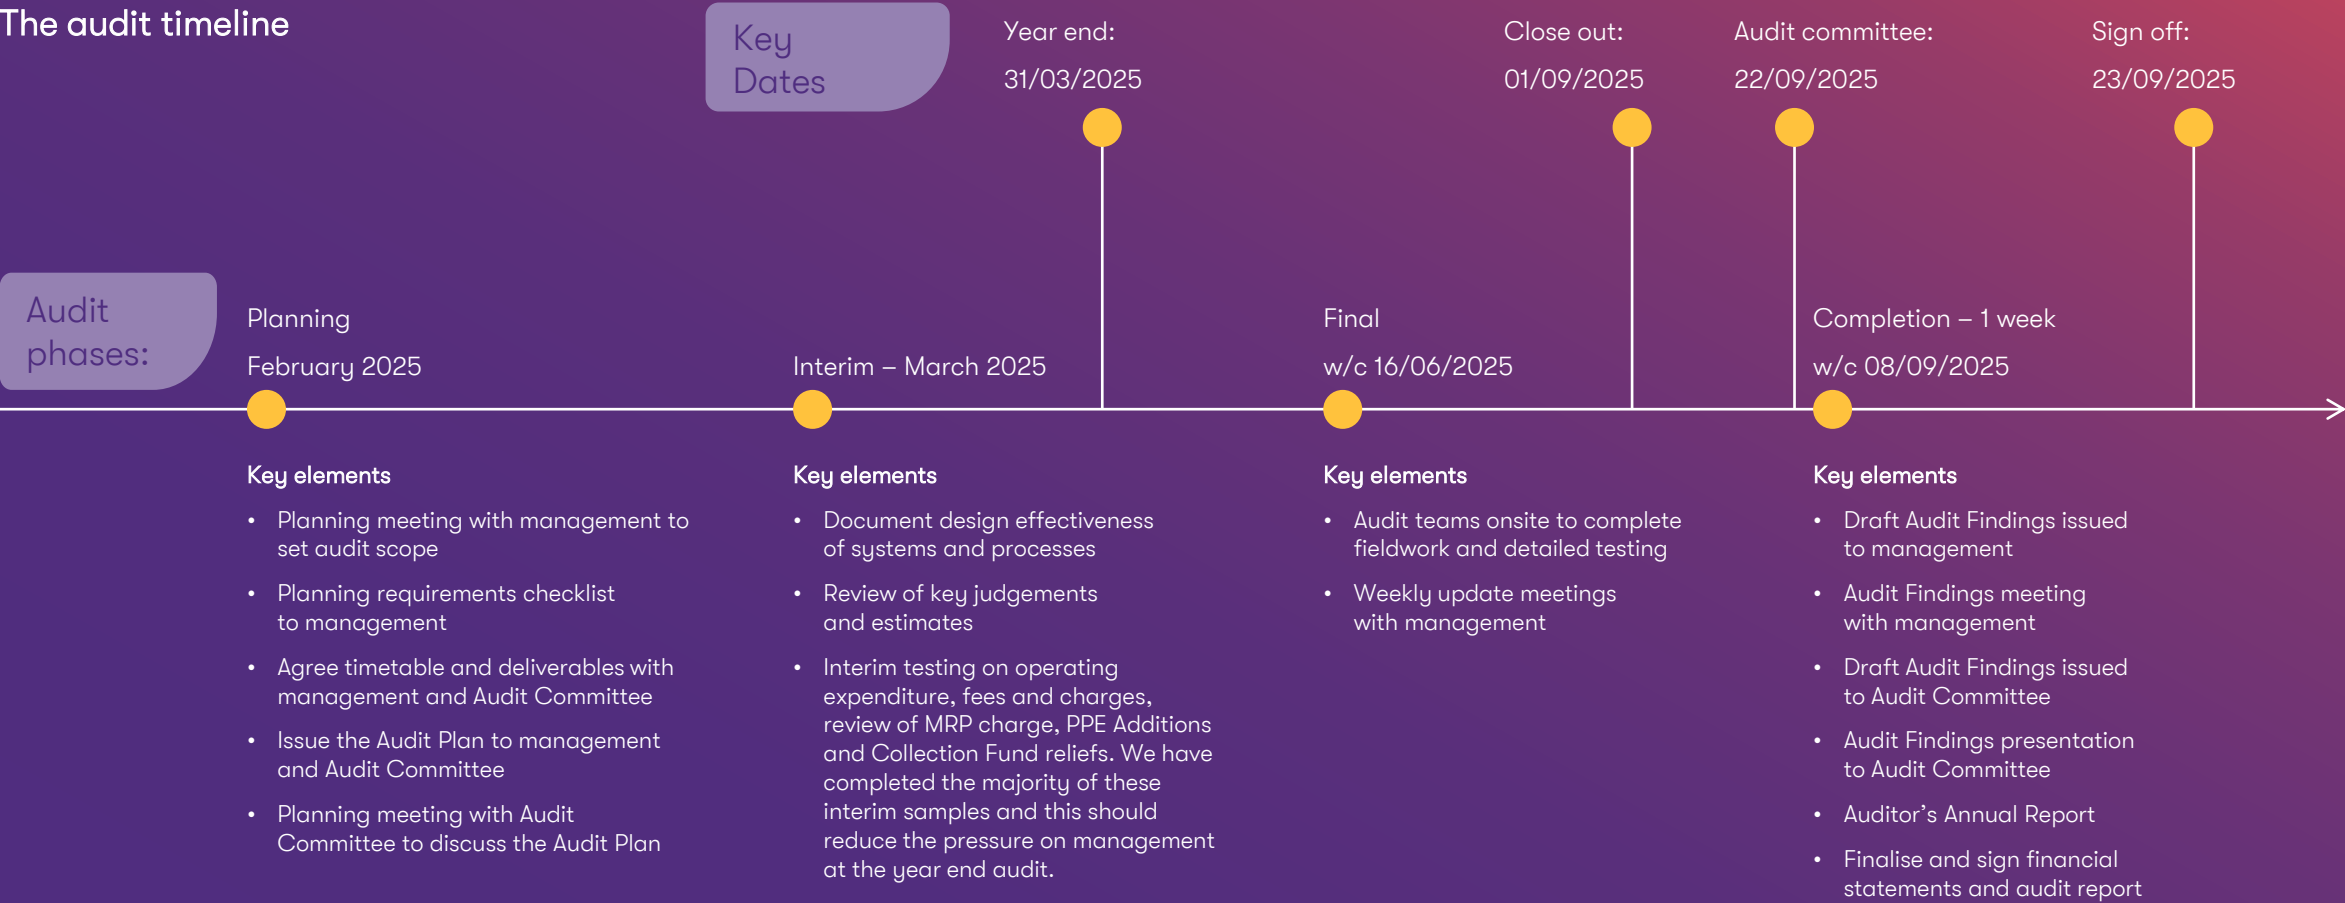 The audit timeline
Key
Dates
Year end:
31/03/2025
Close out:
01/09/2025
Audit committee:
22/09/2025
Sign off:
23/09/2025
Audit
phases:
Planning
February 2025
Interim – March 2025
Final
w/c 16/06/2025
Completion – 1 week
w/c 08/09/2025
Key elements
• Planning meeting with management to
set audit scope
• Planning requirements checklist
to management
• Agree timetable and deliverables with
management and Audit Committee
• Issue the Audit Plan to management
and Audit Committee
• Planning meeting with Audit
Committee to discuss the Audit Plan
Key elements
• Document design effectiveness
of systems and processes
• Review of key judgements
and estimates
• Interim testing on operating
expenditure, fees and charges,
review of MRP charge, PPE Additions
and Collection Fund reliefs. We have
completed the majority of these
interim samples and this should
reduce the pressure on management
at the year end audit.
Key elements
• Audit teams onsite to complete
fieldwork and detailed testing
• Weekly update meetings
with management
Key elements
• Draft Audit Findings issued
to management
• Audit Findings meeting
with management
• Draft Audit Findings issued
to Audit Committee
• Audit Findings presentation
to Audit Committee
• Auditor’s Annual Report
• Finalise and sign financial
statements and audit report